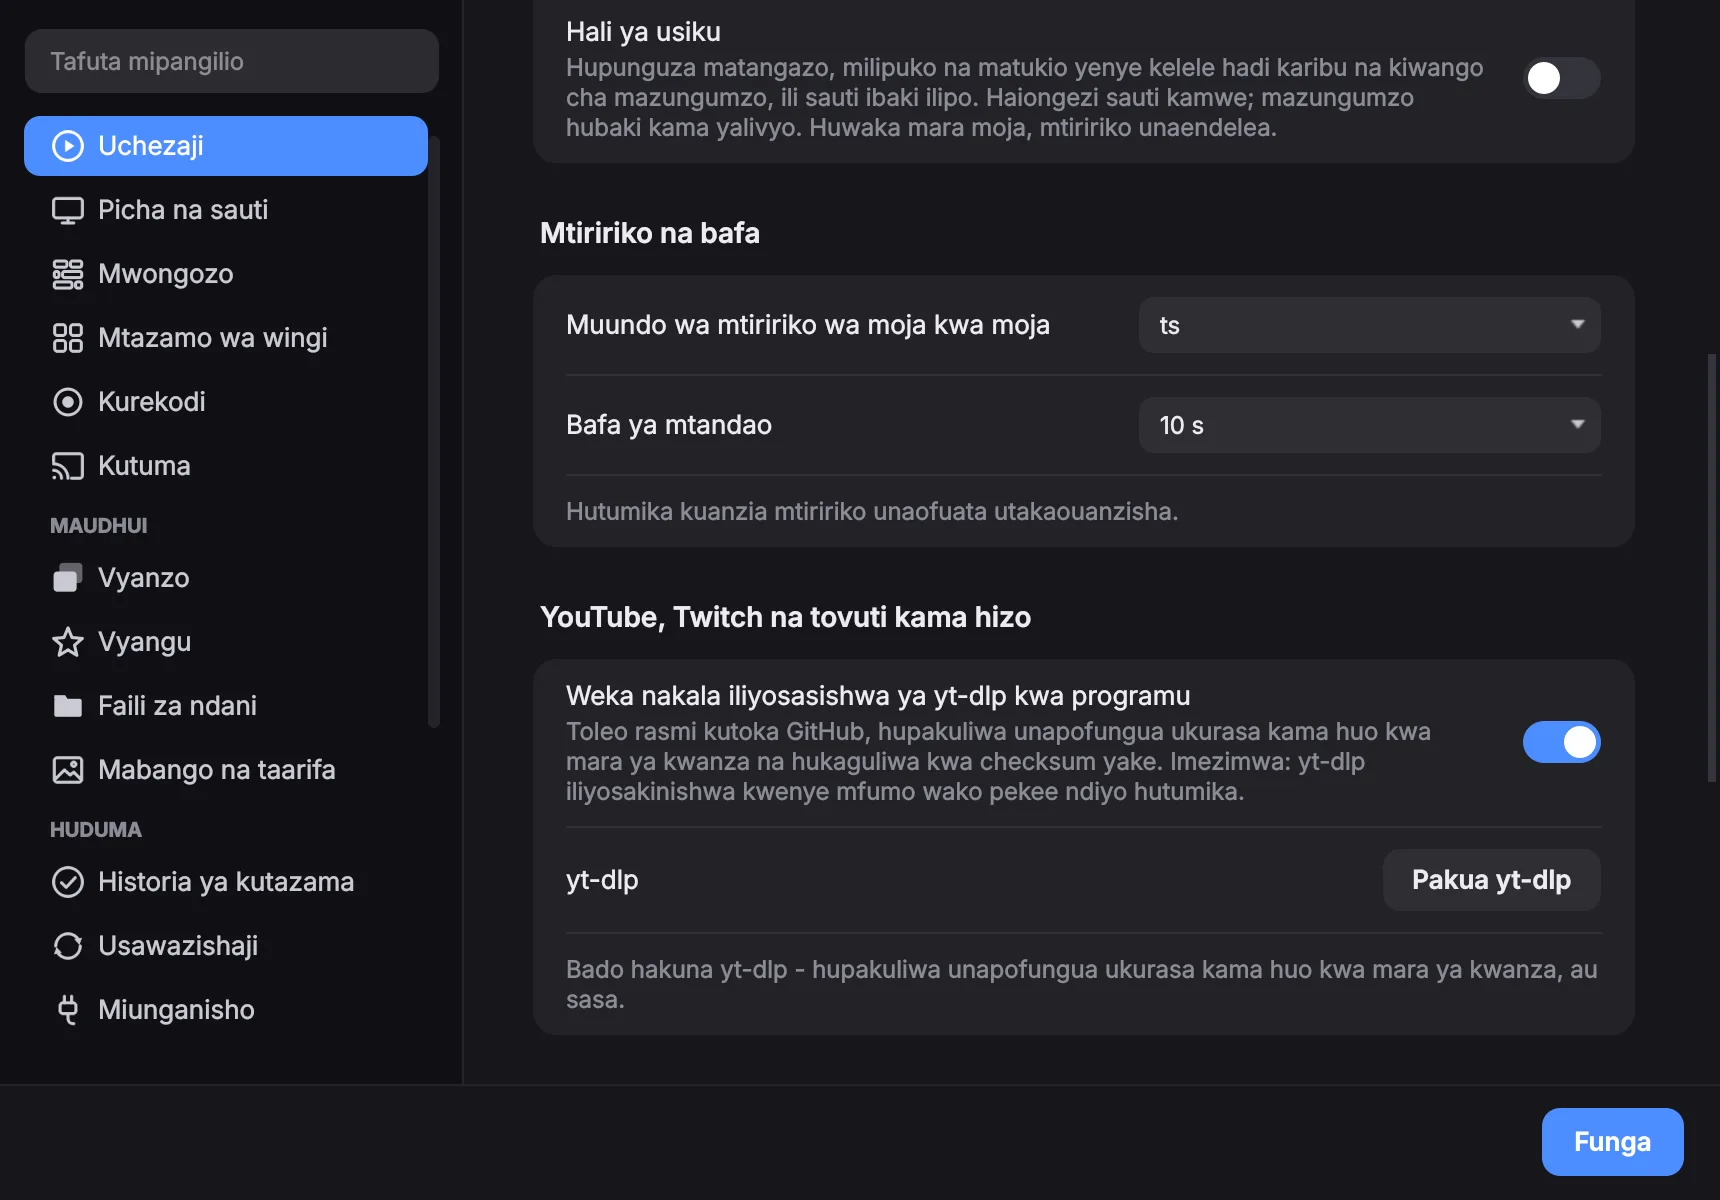 Tafuta mipangilio
Uchezaji
Picha na sauti
Mwongozo
Mtazamo wa wingi
Kurekodi
Kutuma
MAUDHUI
Vyanzo
Vyangu
Faili za ndani
Mabango na taarifa
HUDUMA
Historia ya kutazama
Usawazishaji
Miunganisho
Hali ya usiku
Hupunguza matangazo, milipuko na matukio yenye kelele hadi karibu na kiwango
cha mazungumzo, ili sauti ibaki ilipo. Haiongezi sauti kamwe; mazungumzo
hubaki kama yalivyo. Huwaka mara moja, mtiririko unaendelea.
Mtiririko na bafa
Muundo wa mtiririko wa moja kwa moja
ts
Bafa ya mtandao
10 s
Hutumika kuanzia mtiririko unaofuata utakaouanzisha.
YouTube, Twitch na tovuti kama hizo
Weka nakala iliyosasishwa ya yt-dlp kwa programu
Toleo rasmi kutoka GitHub, hupakuliwa unapofungua ukurasa kama huo kwa
mara ya kwanza na hukaguliwa kwa checksum yake. Imezimwa: yt-dlp
iliyosakinishwa kwenye mfumo wako pekee ndiyo hutumika.
yt-dlp
Pakua yt-dlp
Bado hakuna yt-dlp - hupakuliwa unapofungua ukurasa kama huo kwa mara ya kwanza, au
sasa.
Funga